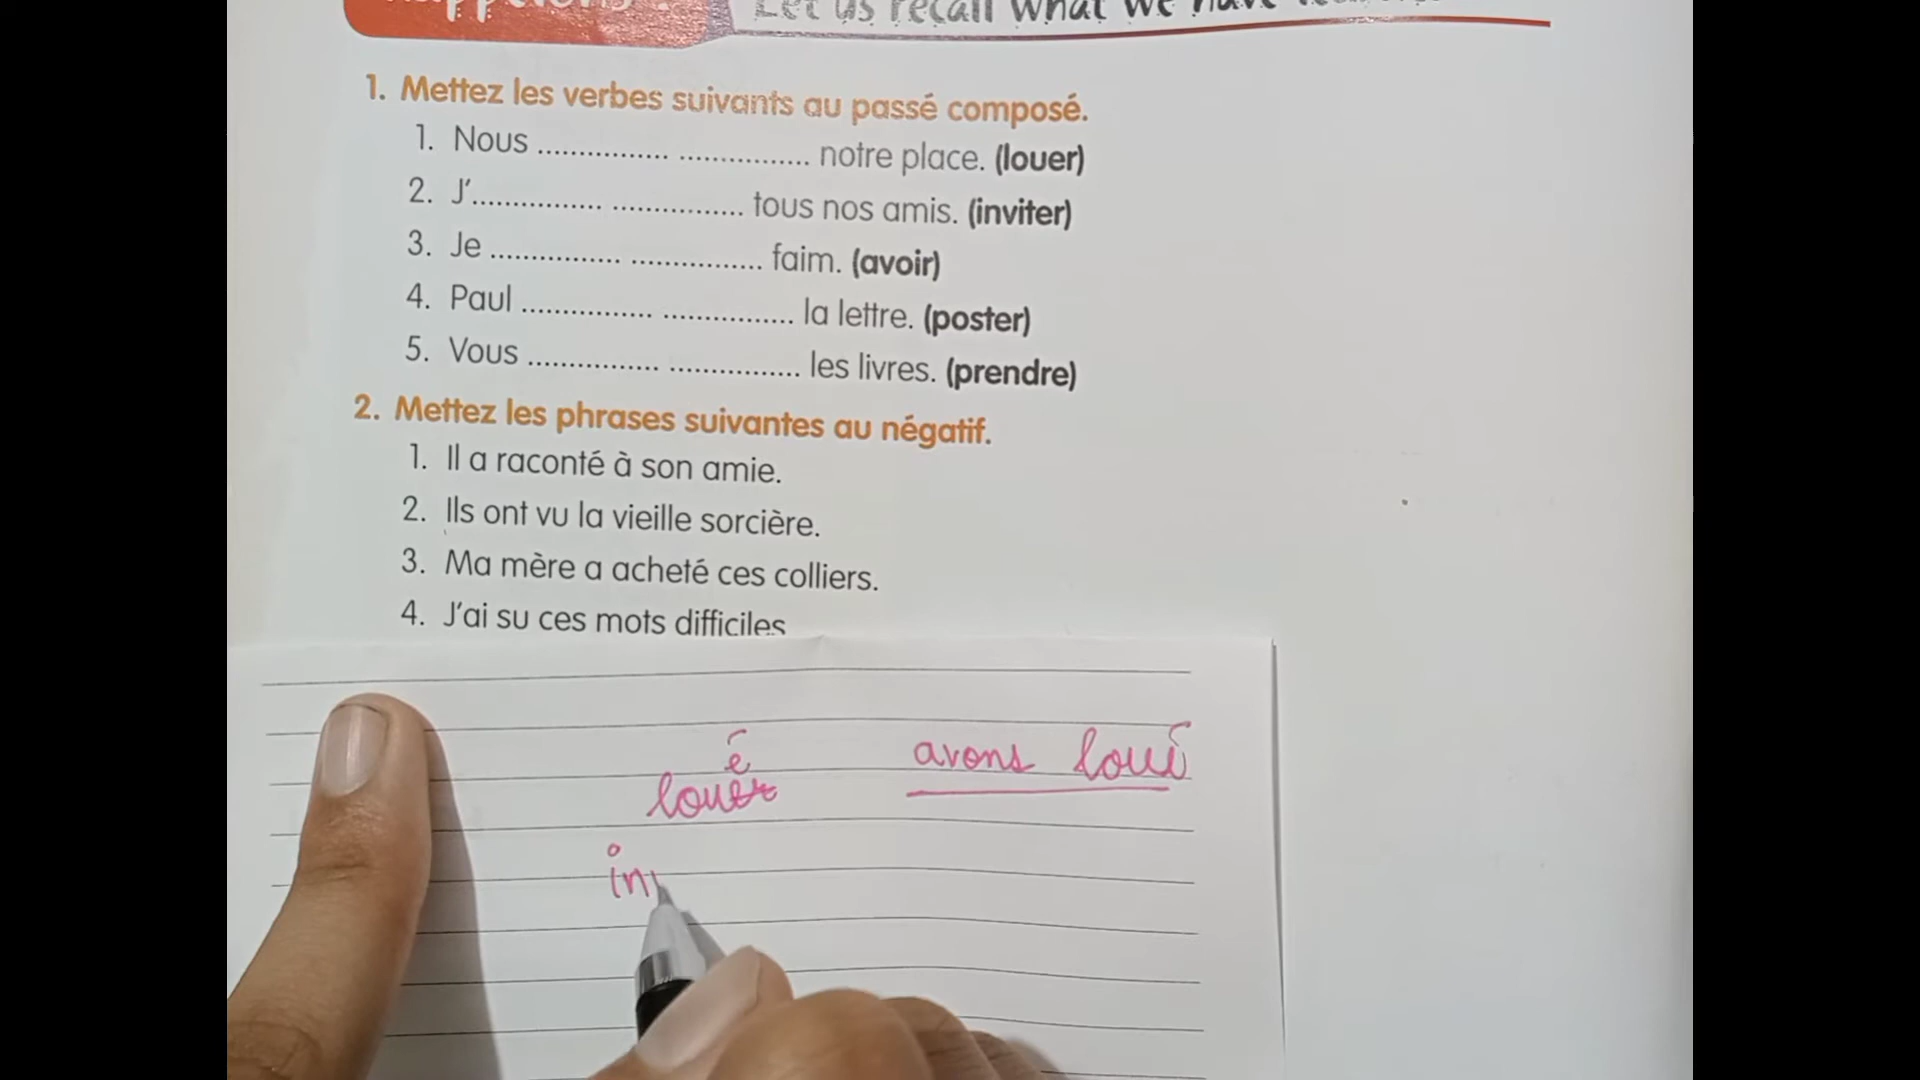 Let us recall what we have
1. Mettez les verbes suivants au passé composé.
1. Nous ................ ................ notre place. (louer)
2. J'................ ................ tous nos amis. (inviter)
3. Je ................ ................ faim. (avoir)
4. Paul ................ ................ la lettre. (poster)
5. Vous ................ ................ les livres. (prendre)
2. Mettez les phrases suivantes au négatif.
1. Il a raconté à son amie.
2. Ils ont vu la vieille sorcière.
3. Ma mère a acheté ces colliers.
4. J'ai su ces mots difficiles
é
louer avons loué
in